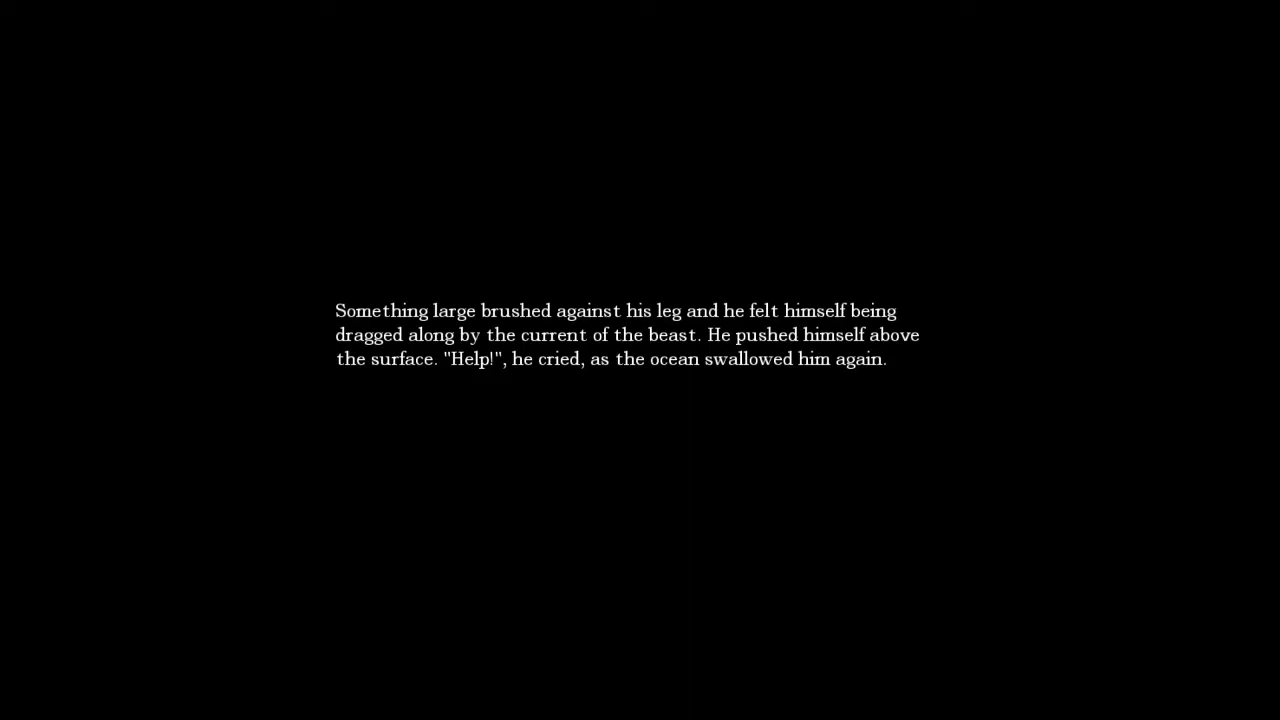 Something large brushed against his leg and he felt himself being
dragged along by the current of the beast. He pushed himself above
the surface. "Help!", he cried, as the ocean swallowed him again.